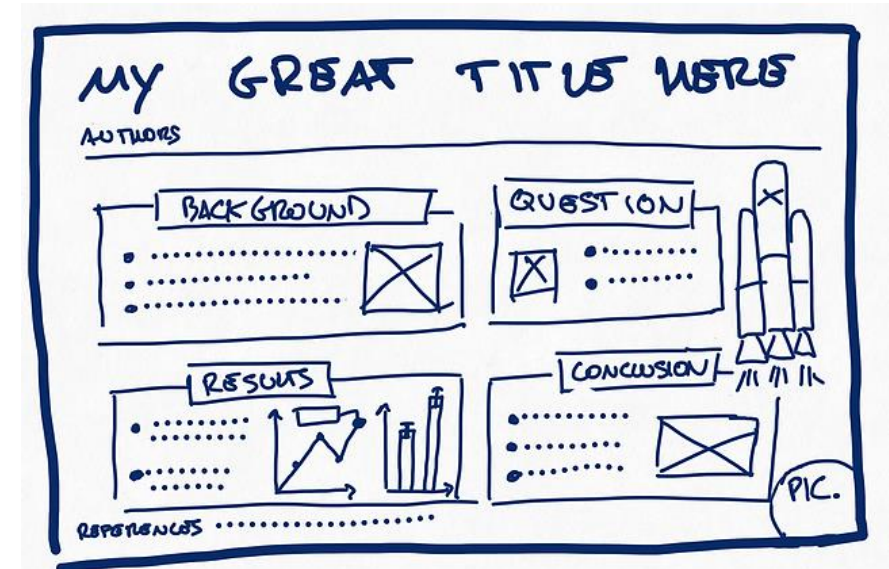 MY GREAT TITLE HERE
AUTHORS
BACKGROUND
QUESTION
RESULTS
CONCLUSION
PIC.
REFERENCES